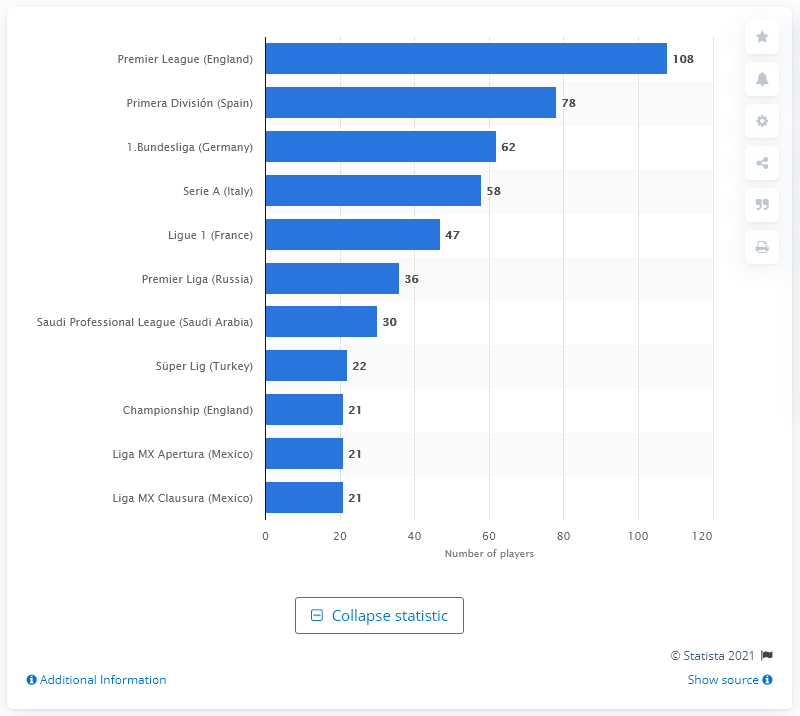 Premier League (England) 108
Primera División (Spain) 78
1.Bundesliga (Germany) 62
Serie A (Italy) 58
Ligue 1 (France) 47
Premier Liga (Russia) 36
Saudi Professional League (Saudi Arabia) 30
Süper Lig (Turkey) 22
Championship (England) 21
Liga MX Apertura (Mexico) 21
Liga MX Clausura (Mexico) 21
0 20 40 60 80 100 120
Number of players
Collapse statistic
© Statista 2021
Additional Information Show source